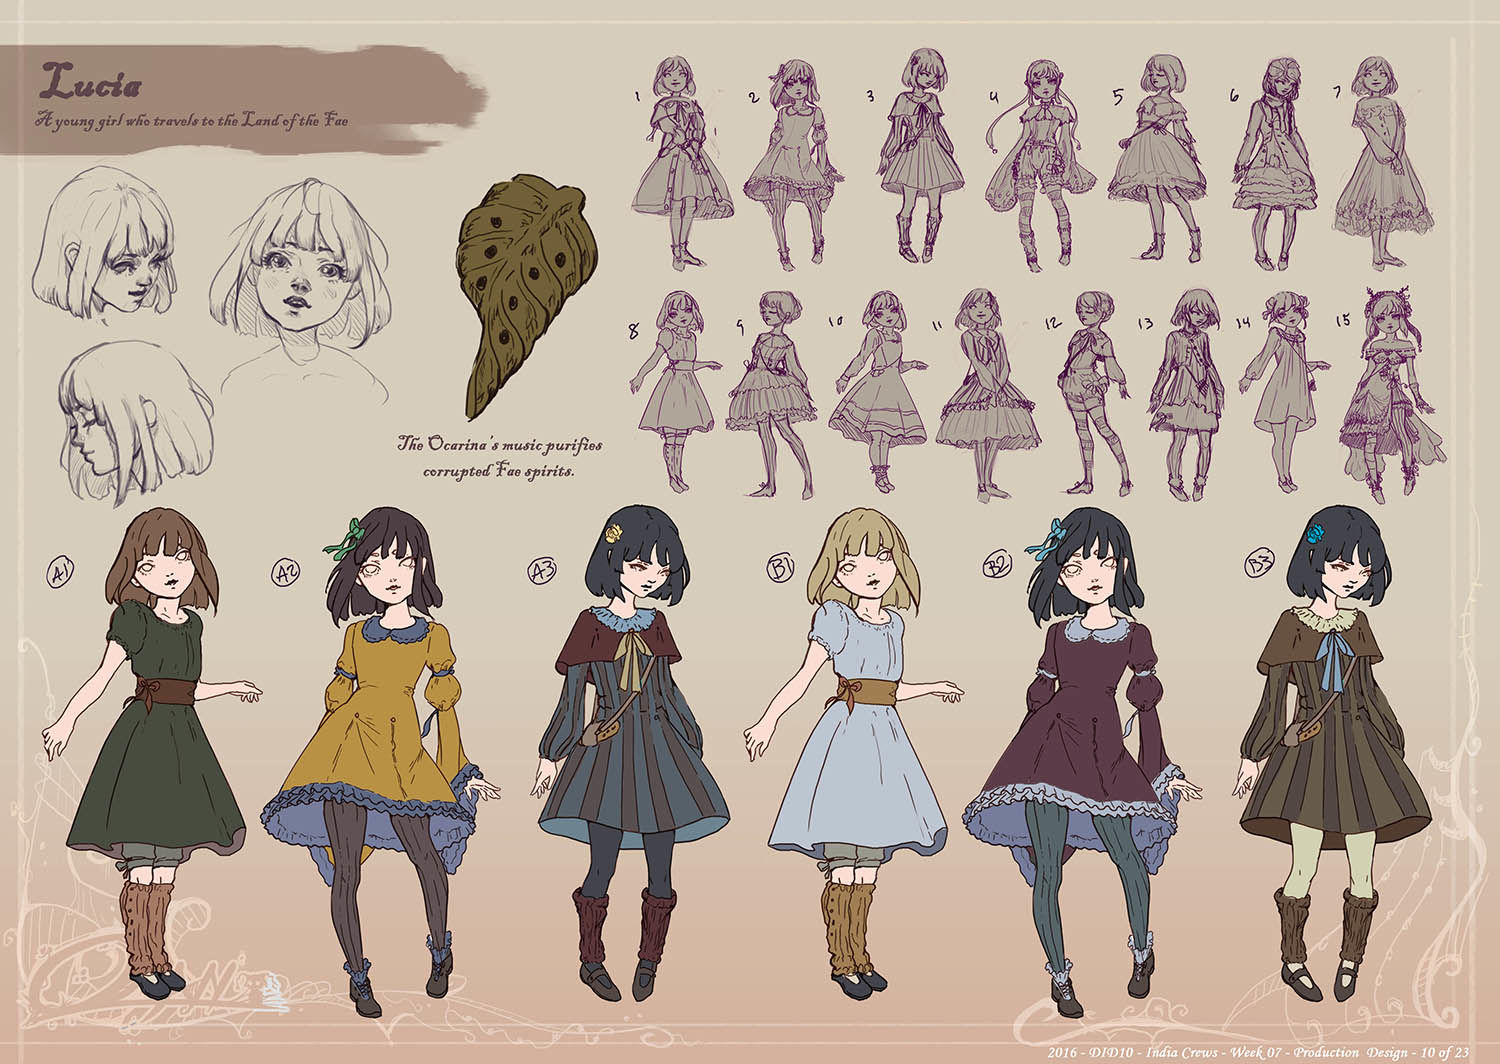 Lucia
A young girl who travels to the Land of the Fae
1
2
3
4
5
6
7
8
9
10
11
12
13
14
15
The Ocarina's music purifies
corrupted Fae spirits.
A1
A2
A3
B1
B2
B3
2016 - DID10 - India Crews - Week 07 - Production Design - 10 of 23